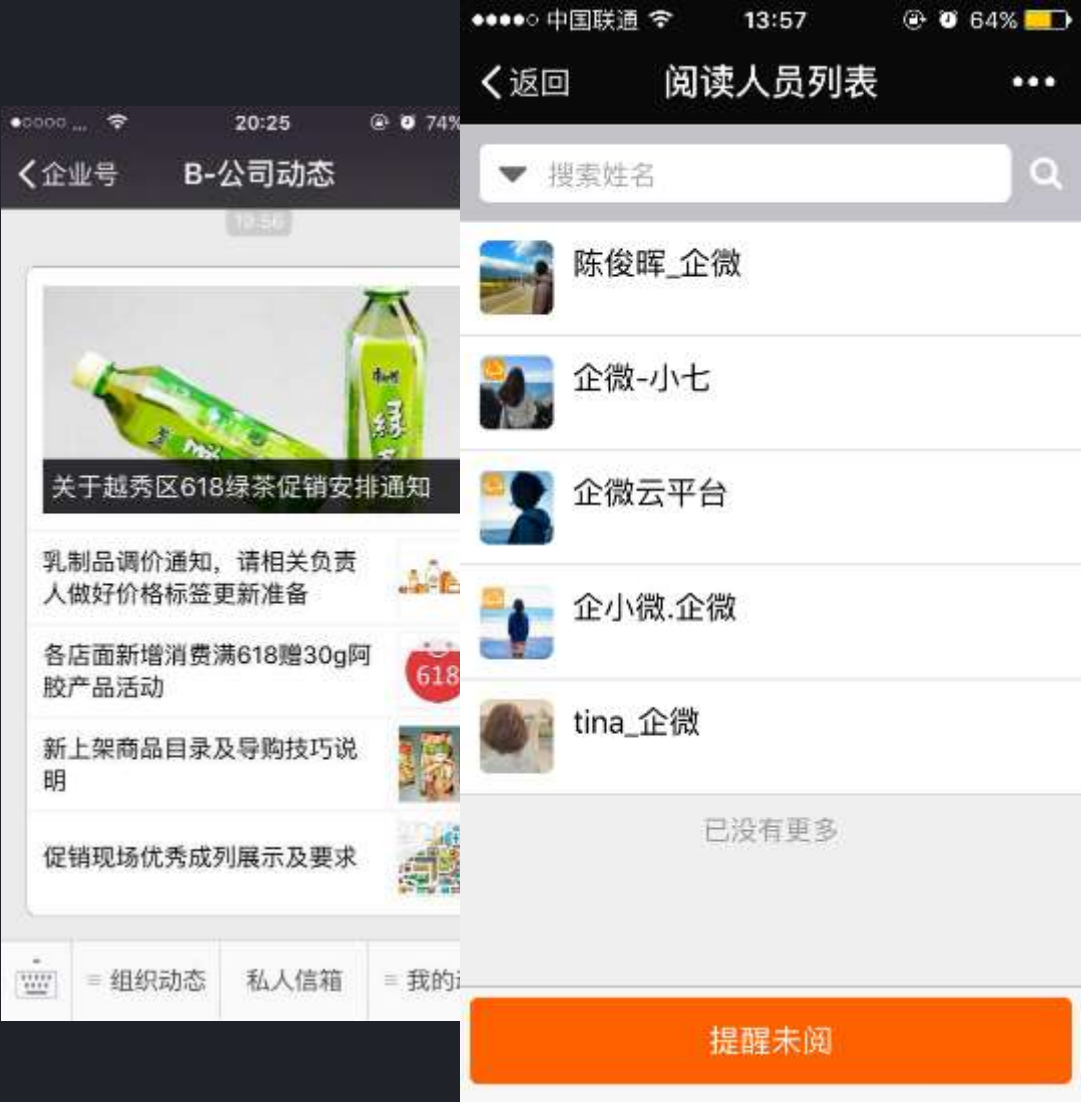 20:25
74%
企业号
B-公司动态
19:56
绿
关于越秀区618绿茶促销安排通知
乳制品调价通知，请相关负责
人做好价格标签更新准备
各店面新增消费满618赠30g阿
胶产品活动
618
新上架商品目录及导购技巧说
明
促销现场优秀成列展示及要求
组织动态
私人信箱
我的
中国联通
13:57
64%
返回
阅读人员列表
搜索姓名
陈俊晖_企微
企微-小七
企微云平台
企小微.企微
tina_企微
已没有更多
提醒未阅